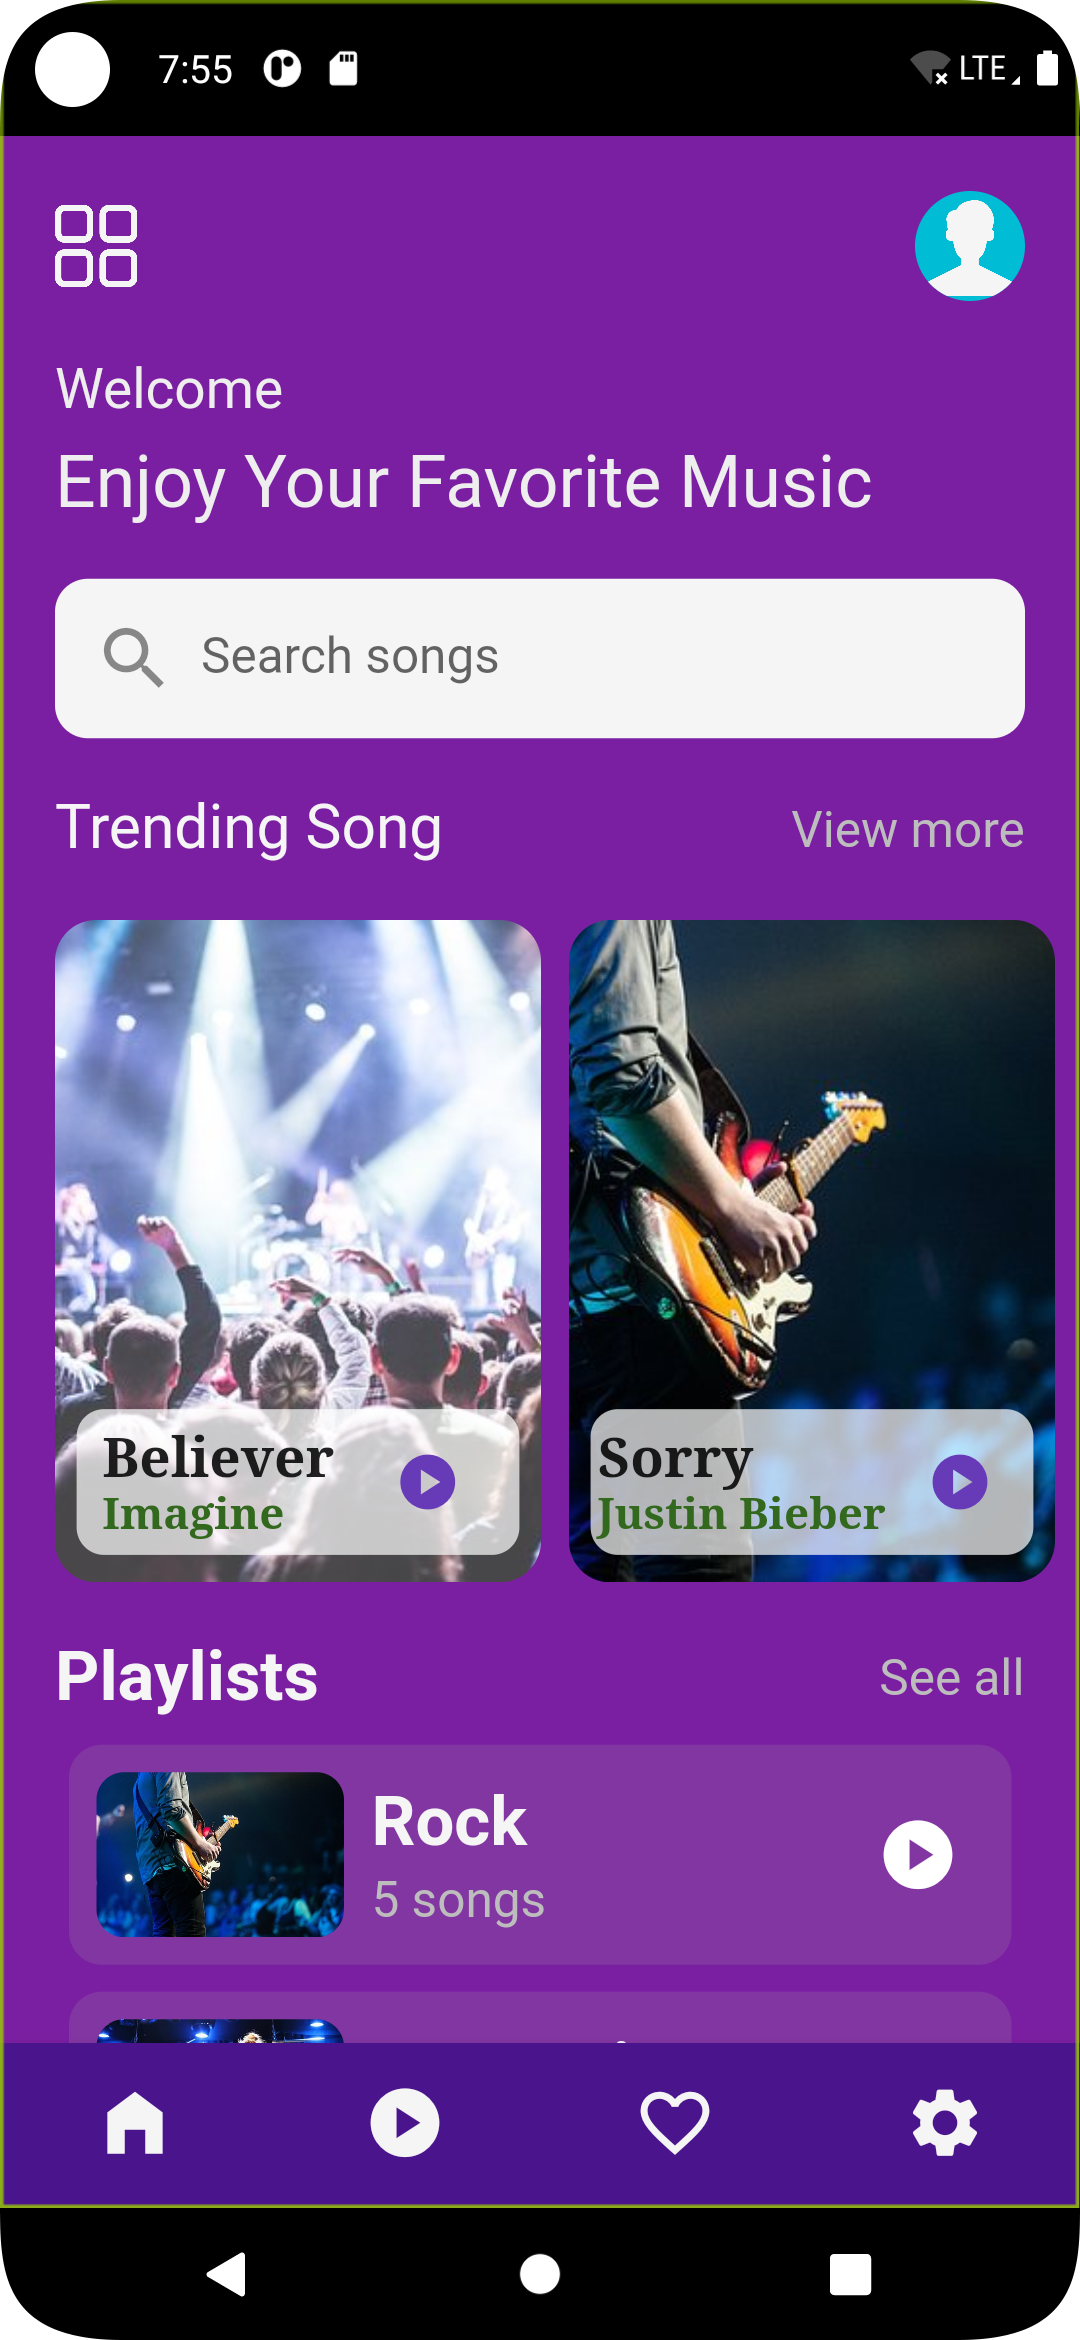 7:55
LTE
Welcome
Enjoy Your Favorite Music
Search songs
Trending Song
View more
Believer
Imagine
Sorry
Justin Bieber
Playlists
See all
Rock
5 songs